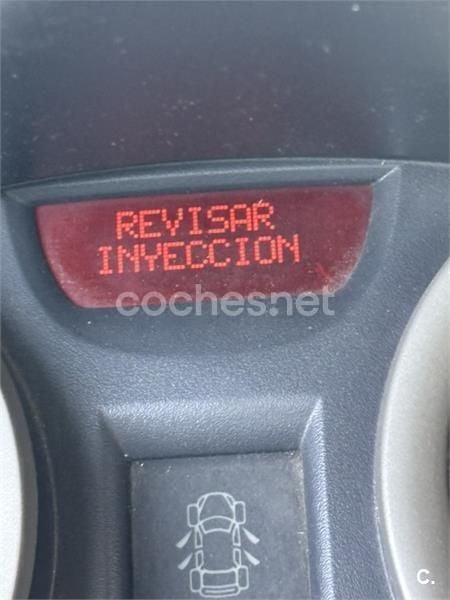 REVISAR
INYECCION
coches.net
c.